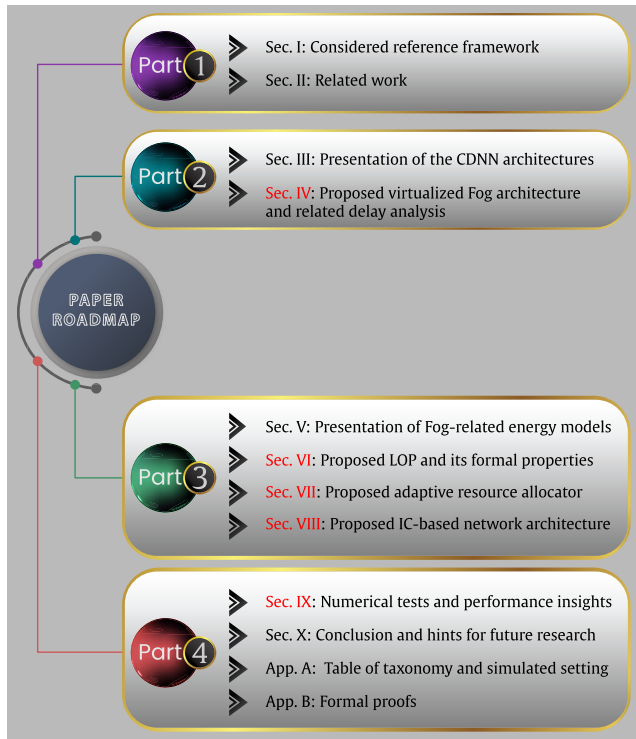 Part 1
Sec. I: Considered reference framework
Sec. II: Related work
Part 2
Sec. III: Presentation of the CDNN architectures
Sec. IV: Proposed virtualized Fog architecture
and related delay analysis
PAPER
ROADMAP
Part 3
Sec. V: Presentation of Fog-related energy models
Sec. VI: Proposed LOP and its formal properties
Sec. VII: Proposed adaptive resource allocator
Sec. VIII: Proposed IC-based network architecture
Part 4
Sec. IX: Numerical tests and performance insights
Sec. X: Conclusion and hints for future research
App. A: Table of taxonomy and simulated setting
App. B: Formal proofs